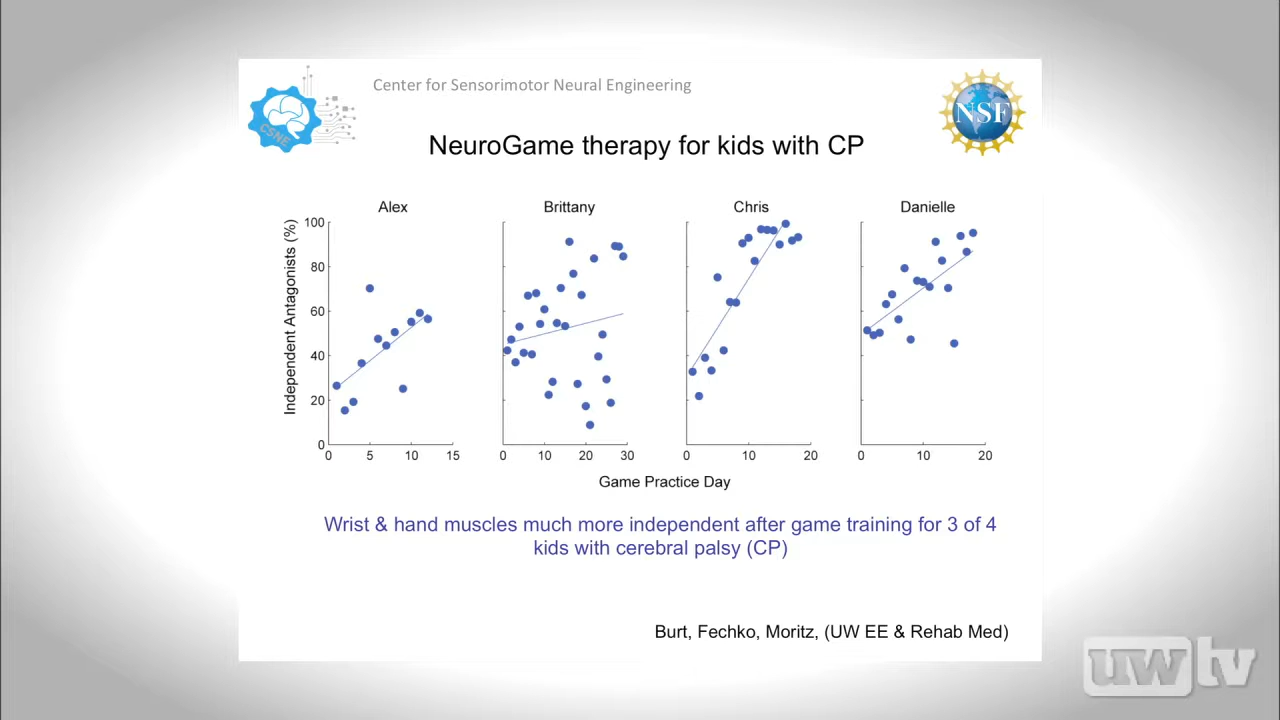 Center for Sensorimotor Neural Engineering
CSNE
NSF
NeuroGame therapy for kids with CP
Alex
Brittany
Chris
Danielle
Independent Antagonists (%)
100
80
60
40
20
0
0 5 10 15
0 10 20 30
0 10 20
0 10 20
Game Practice Day
Wrist & hand muscles much more independent after game training for 3 of 4
kids with cerebral palsy (CP)
Burt, Fechko, Moritz, (UW EE & Rehab Med)
uwtv